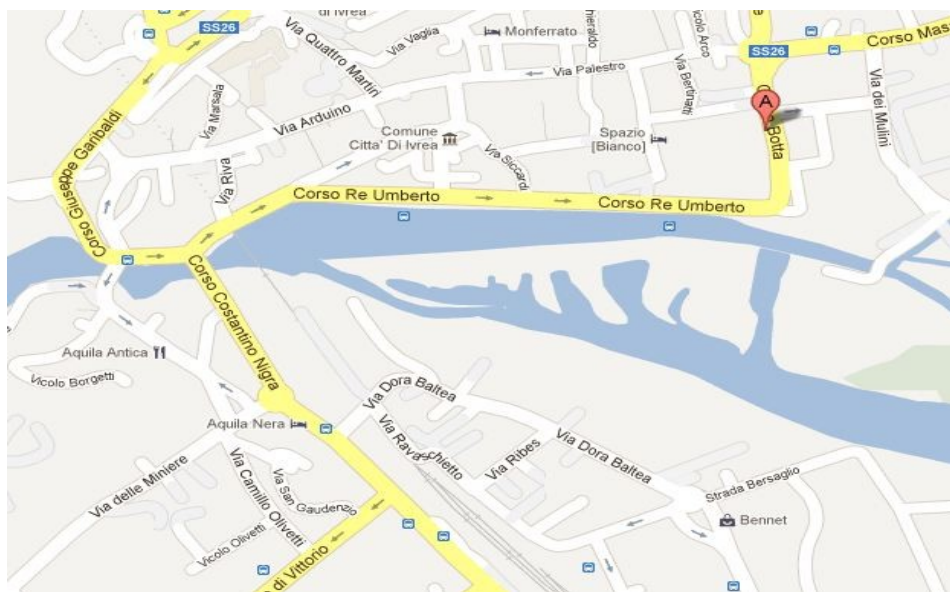 di Ivrea
SS26
Via Quattro Martiri
Via Vaglia
Monferrato
Vicolo Arco
SS26
Corso Mas
Via Palestro
Via Bertinatti
Via dei Mulini
Via Marsala
Via Arduino
Comune
Citta' Di Ivrea
Spazio
[Bianco]
A
Botta
Via Siccardi
Corso Giuseppe Garibaldi
Via Riva
Corso Re Umberto
Corso Re Umberto
Corso Costantino Nigra
Aquila Antica
Vicolo Borgetti
Via Dora Baltea
Aquila Nera
Via Ravaschietto
Via Ribes
Via Dora Baltea
Via delle Miniere
Via Camillo Olivetti
Via San
Gaudenzio
Strada Bersaglio
Bennet
Vicolo Olivetti
o di Vittorio